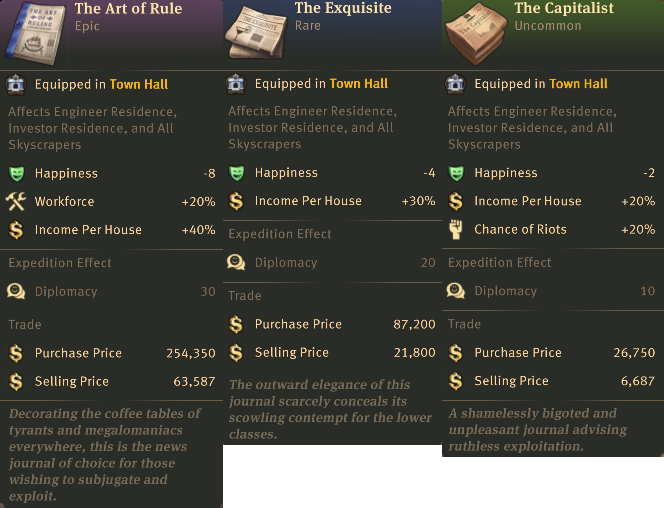 The Art of Rule
Epic
Equipped in Town Hall
Affects Engineer Residence,
Investor Residence, and All
Skyscrapers
Happiness -8
Workforce +20%
Income Per House +40%
Expedition Effect
Diplomacy 30
Trade
Purchase Price 254,350
Selling Price 63,587
Decorating the coffee tables of
tyrants and megalomaniacs
everywhere, this is the news
journal of choice for those
wishing to subjugate and
exploit.
The Exquisite
Rare
Equipped in Town Hall
Affects Engineer Residence,
Investor Residence, and All
Skyscrapers
Happiness -4
Income Per House +30%
Expedition Effect
Diplomacy 20
Trade
Purchase Price 87,200
Selling Price 21,800
The outward elegance of this
journal scarcely conceals its
scowling contempt for the lower
classes.
The Capitalist
Uncommon
Equipped in Town Hall
Affects Engineer Residence,
Investor Residence, and All
Skyscrapers
Happiness -2
Income Per House +20%
Chance of Riots +20%
Expedition Effect
Diplomacy 10
Trade
Purchase Price 26,750
Selling Price 6,687
A shamelessly bigoted and
unpleasant journal advising
ruthless exploitation.